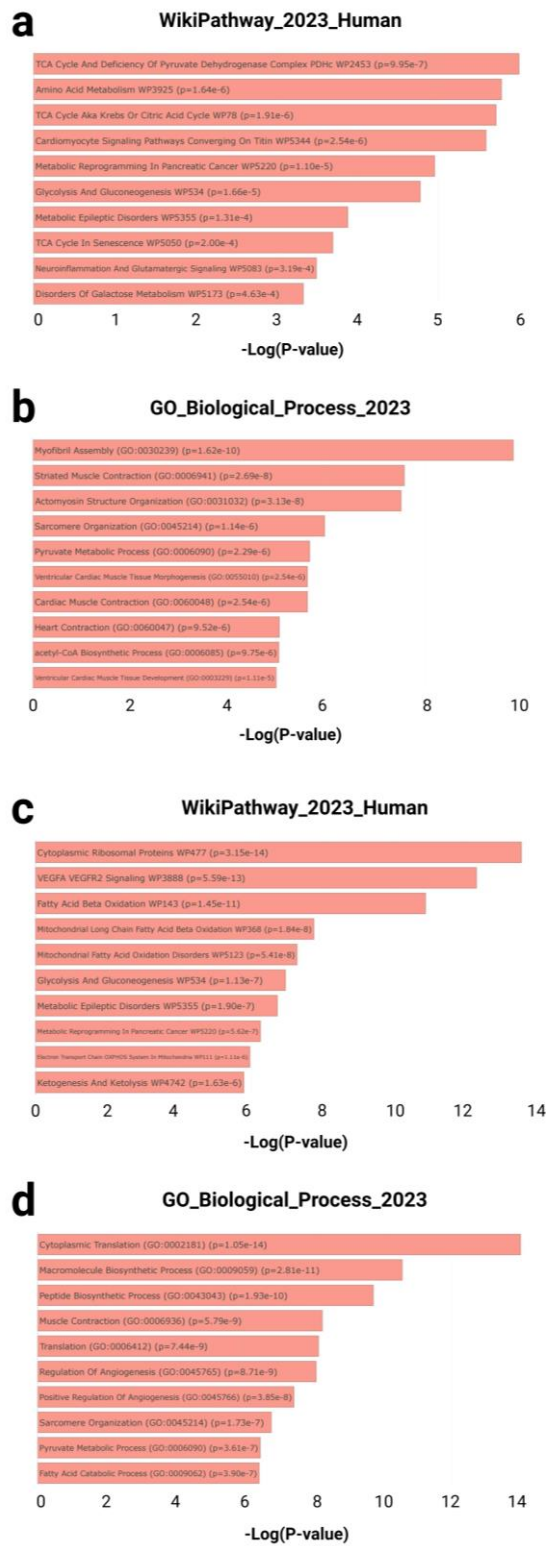 a
WikiPathway_2023_Human
TCA Cycle And Deficiency Of Pyruvate Dehydrogenase Complex PDHc WP2453 (p=9.95e-7)
Amino Acid Metabolism WP3925 (p=1.64e-6)
TCA Cycle Aka Krebs Or Citric Acid Cycle WP78 (p=1.91e-6)
Cardiomyocyte Signaling Pathways Converging On Titin WP5344 (p=2.54e-6)
Metabolic Reprogramming In Pancreatic Cancer WP5220 (p=1.10e-5)
Glycolysis And Gluconeogenesis WP534 (p=1.66e-5)
Metabolic Epileptic Disorders WP5355 (p=1.31e-4)
TCA Cycle In Senescence WP5050 (p=2.00e-4)
Neuroinflammation And Glutamatergic Signaling WP5083 (p=3.19e-4)
Disorders Of Galactose Metabolism WP5173 (p=4.63e-4)
0 1 2 3 4 5 6
-Log(P-value)
b
GO_Biological_Process_2023
Myofibril Assembly (GO:0030239) (p=1.62e-10)
Striated Muscle Contraction (GO:0006941) (p=2.69e-8)
Actomyosin Structure Organization (GO:0031032) (p=3.13e-8)
Sarcomere Organization (GO:0045214) (p=1.14e-6)
Pyruvate Metabolic Process (GO:0006090) (p=2.29e-6)
Ventricular Cardiac Muscle Tissue Morphogenesis (GO:0055010) (p=2.54e-6)
Cardiac Muscle Contraction (GO:0060048) (p=2.54e-6)
Heart Contraction (GO:0060047) (p=9.52e-6)
acetyl-CoA Biosynthetic Process (GO:0006085) (p=9.75e-6)
Ventricular Cardiac Muscle Tissue Development (GO:0003229) (p=1.11e-5)
0 2 4 6 8 10
-Log(P-value)
c
WikiPathway_2023_Human
Cytoplasmic Ribosomal Proteins WP477 (p=3.15e-14)
VEGFA VEGFR2 Signaling WP3888 (p=5.59e-13)
Fatty Acid Beta Oxidation WP143 (p=1.45e-11)
Mitochondrial Long Chain Fatty Acid Beta Oxidation WP368 (p=1.84e-8)
Mitochondrial Fatty Acid Oxidation Disorders WP5123 (p=5.41e-8)
Glycolysis And Gluconeogenesis WP534 (p=1.13e-7)
Metabolic Epileptic Disorders WP5355 (p=1.90e-7)
Metabolic Reprogramming In Pancreatic Cancer WP5220 (p=5.62e-7)
Electron Transport Chain OXPHOS System In Mitochondria WP111
Ketogenesis And Ketolysis WP4742 (p=1.63e-6)
0 2 4 6 8 10 12 14
-Log(P-value)
d
GO_Biological_Process_2023
Cytoplasmic Translation (GO:0002181) (p=1.05e-14)
Macromolecule Biosynthetic Process (GO:0009059) (p=2.81e-11)
Peptide Biosynthetic Process (GO:0043043) (p=1.93e-10)
Muscle Contraction (GO:0006936) (p=5.79e-9)
Translation (GO:0006412) (p=7.44e-9)
Regulation Of Angiogenesis (GO:0045765) (p=8.71e-9)
Positive Regulation Of Angiogenesis (GO:0045766) (p=3.85e-8)
Sarcomere Organization (GO:0045214) (p=1.73e-7)
Pyruvate Metabolic Process (GO:0006090) (p=3.61e-7)
Fatty Acid Catabolic Process (GO:0009062) (p=3.90e-7)
0 2 4 6 8 10 12 14
-Log(P-value)